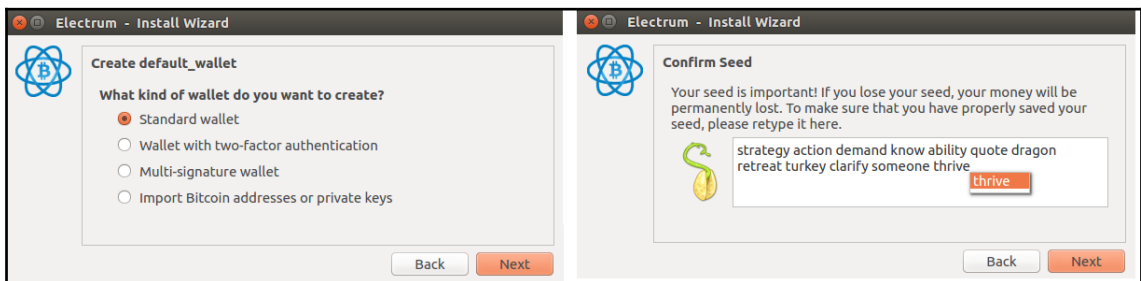 Electrum - Install Wizard
Create default_wallet
What kind of wallet do you want to create?
Standard wallet
Wallet with two-factor authentication
Multi-signature wallet
Import Bitcoin addresses or private keys
Back Next
Electrum - Install Wizard
Confirm Seed
Your seed is important! If you lose your seed, your money will be
permanently lost. To make sure that you have properly saved your
seed, please retype it here.
strategy action demand know ability quote dragon
retreat turkey clarify someone thrive
thrive
Back Next